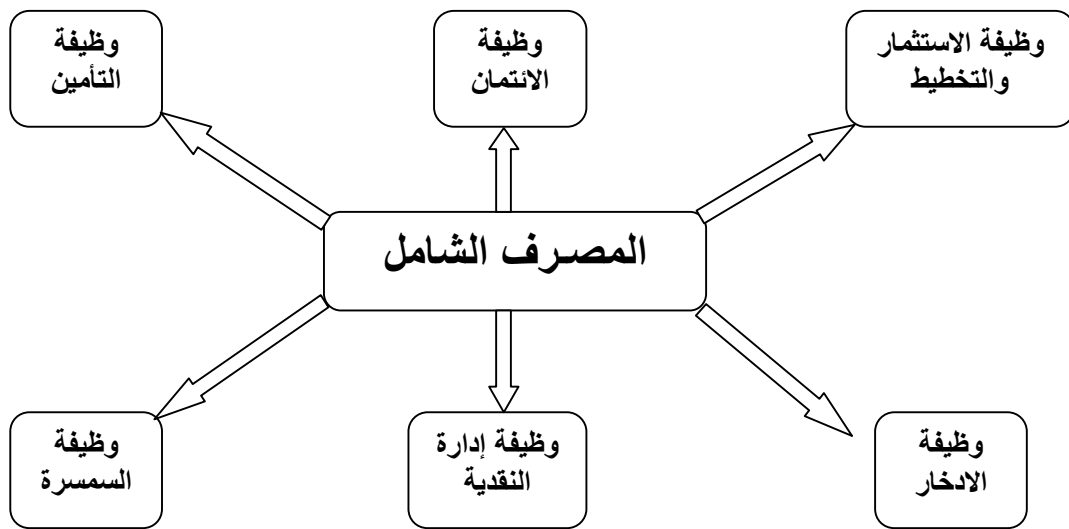 وظيفة الاستثمار
والتخطيط
وظيفة
الائتمان
وظيفة
التأمين
المصرف الشامل
وظيفة
الادخار
وظيفة إدارة
النقدية
وظيفة
السمسرة